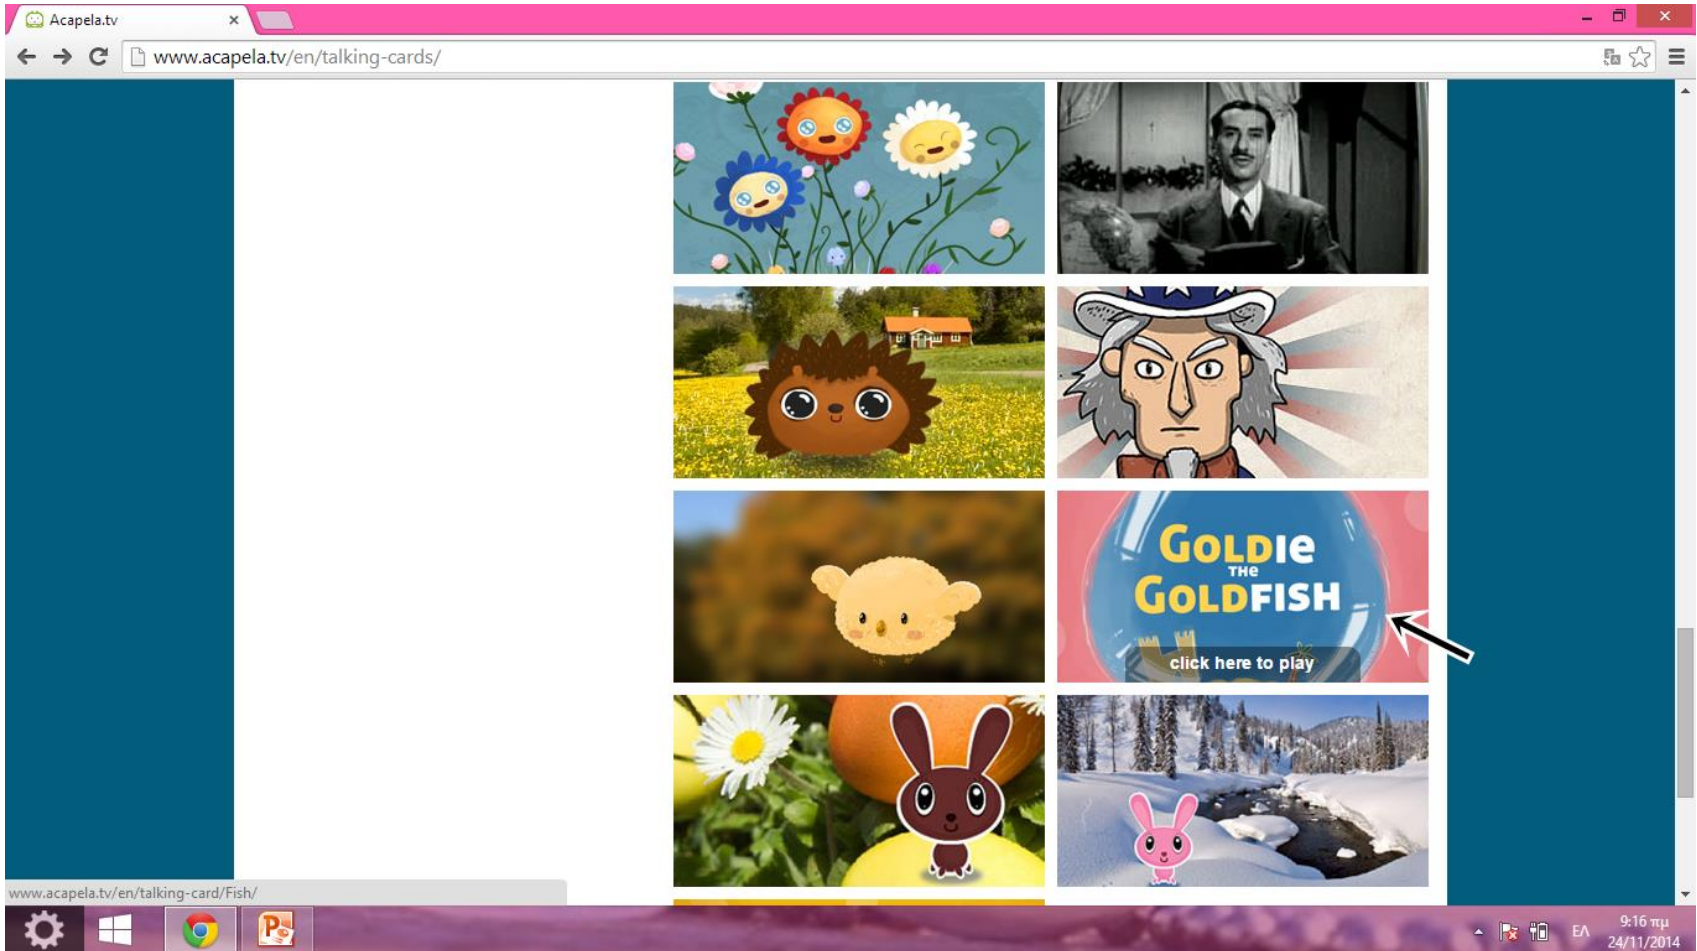 Acapela.tv
www.acapela.tv/en/talking-cards/
GOLDIE
THE
GOLDFISH
click here to play
www.acapela.tv/en/talking-card/Fish/
ΕΛ
9:16 πμ
24/11/2014